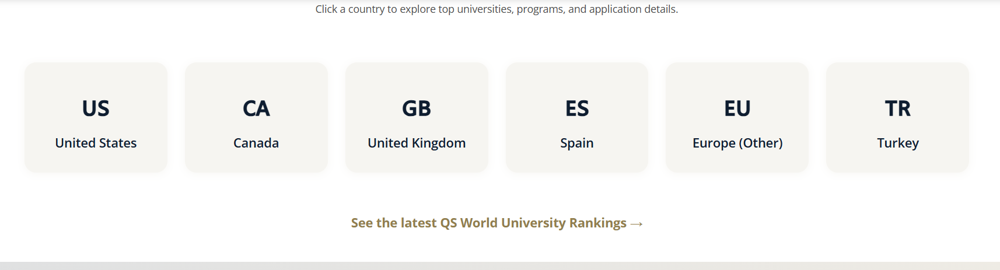 Click a country to explore top universities, programs, and application details.
US
United States
CA
Canada
GB
United Kingdom
ES
Spain
EU
Europe (Other)
TR
Turkey
See the latest QS World University Rankings →